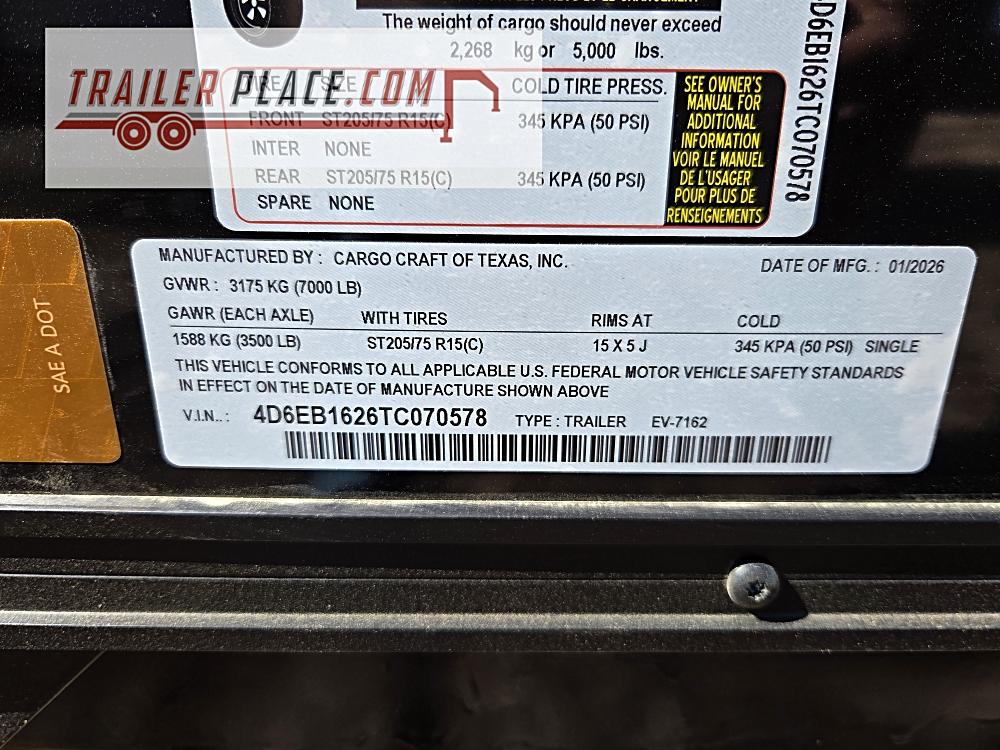 The weight of cargo should never exceed
2,268 kg or 5,000 lbs.
TRAILERPLACE.COM
SIZE COLD TIRE PRESS.
FRONT ST205/75 R15(C) 345 KPA (50 PSI)
INTER NONE
REAR ST205/75 R15(C) 345 KPA (50 PSI)
SPARE NONE
SEE OWNER'S
MANUAL FOR
ADDITIONAL
INFORMATION
VOIR LE MANUEL
DE L'USAGER
POUR PLUS DE
RENSEIGNEMENTS
D6EB1626TC070578
SAE A DOT
MANUFACTURED BY : CARGO CRAFT OF TEXAS, INC. DATE OF MFG. : 01/2026
GVWR : 3175 KG (7000 LB)
GAWR (EACH AXLE) WITH TIRES RIMS AT COLD
1588 KG (3500 LB) ST205/75 R15(C) 15 X 5 J 345 KPA (50 PSI) SINGLE
THIS VEHICLE CONFORMS TO ALL APPLICABLE U.S. FEDERAL MOTOR VEHICLE SAFETY STANDARDS
IN EFFECT ON THE DATE OF MANUFACTURE SHOWN ABOVE
V.I.N.. : 4D6EB1626TC070578 TYPE : TRAILER EV-7162